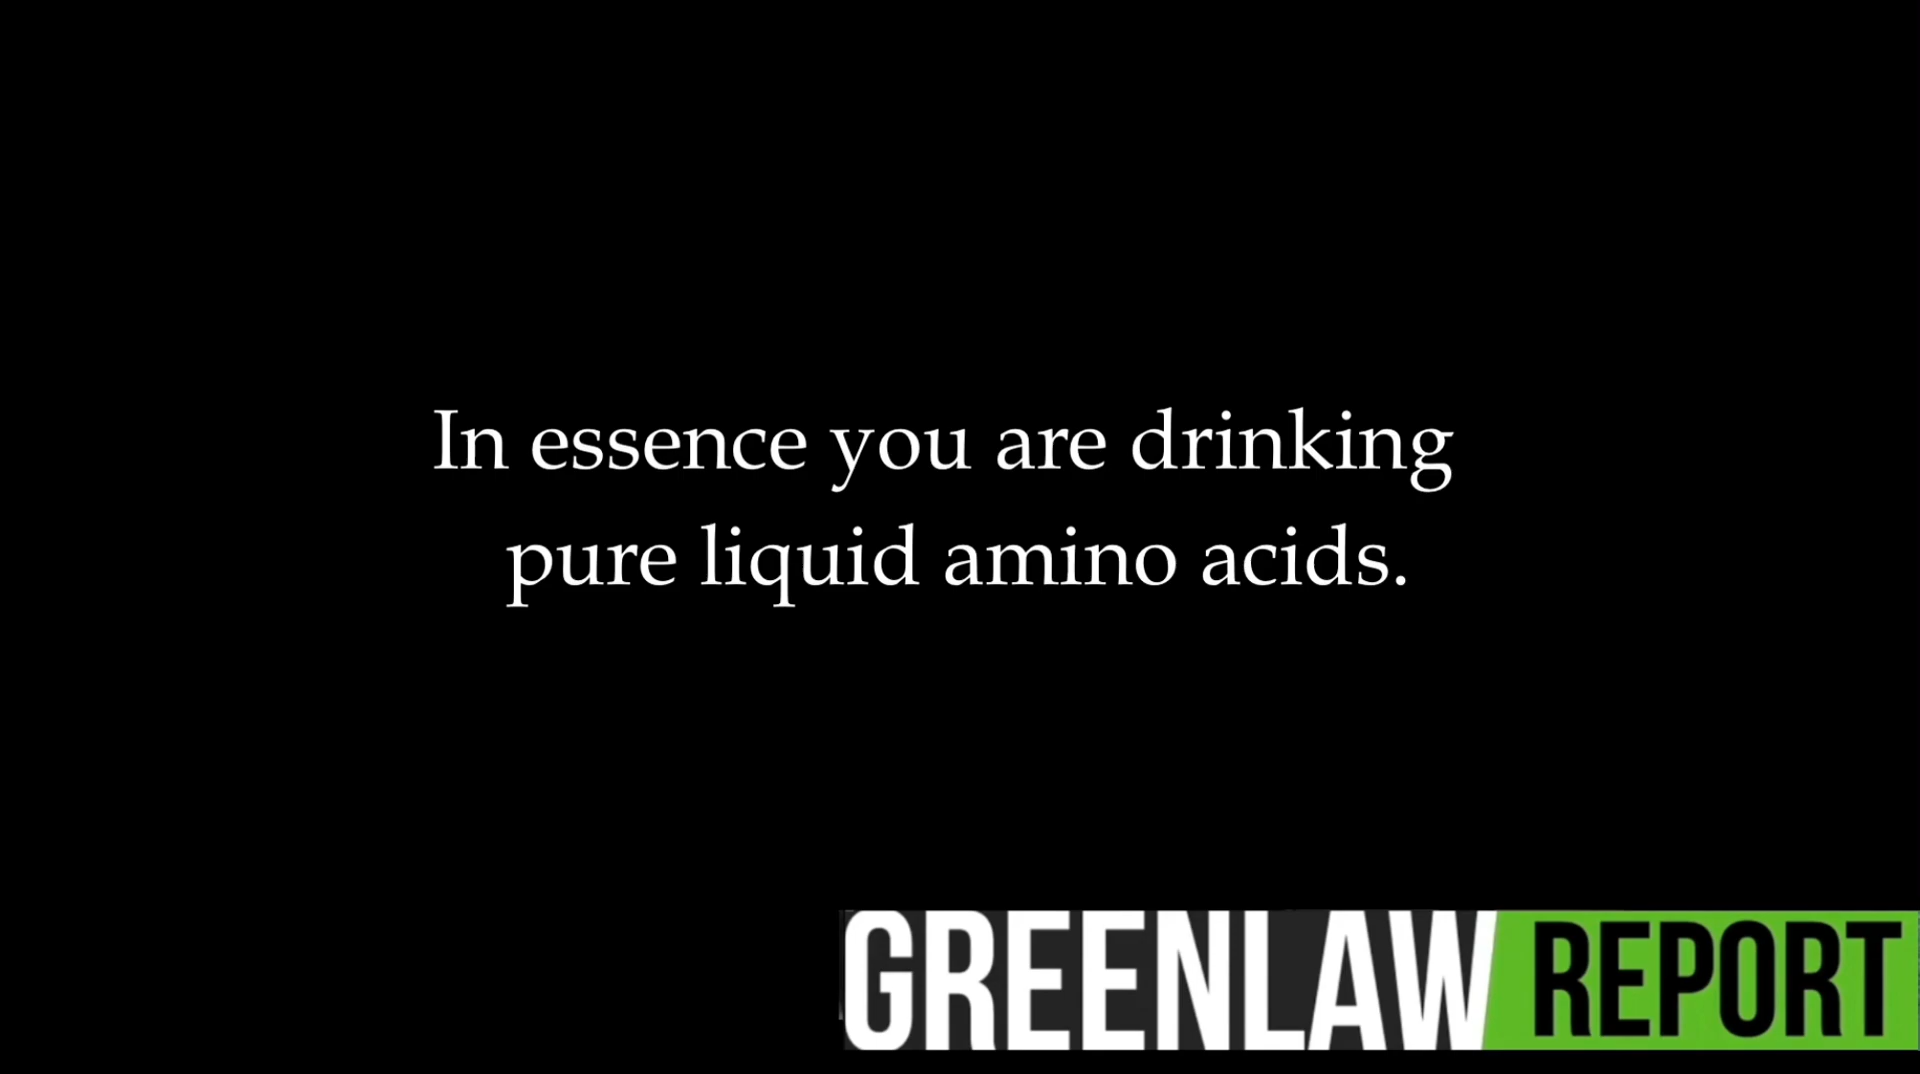 In essence you are drinking
pure liquid amino acids.
GREENLAW REPORT